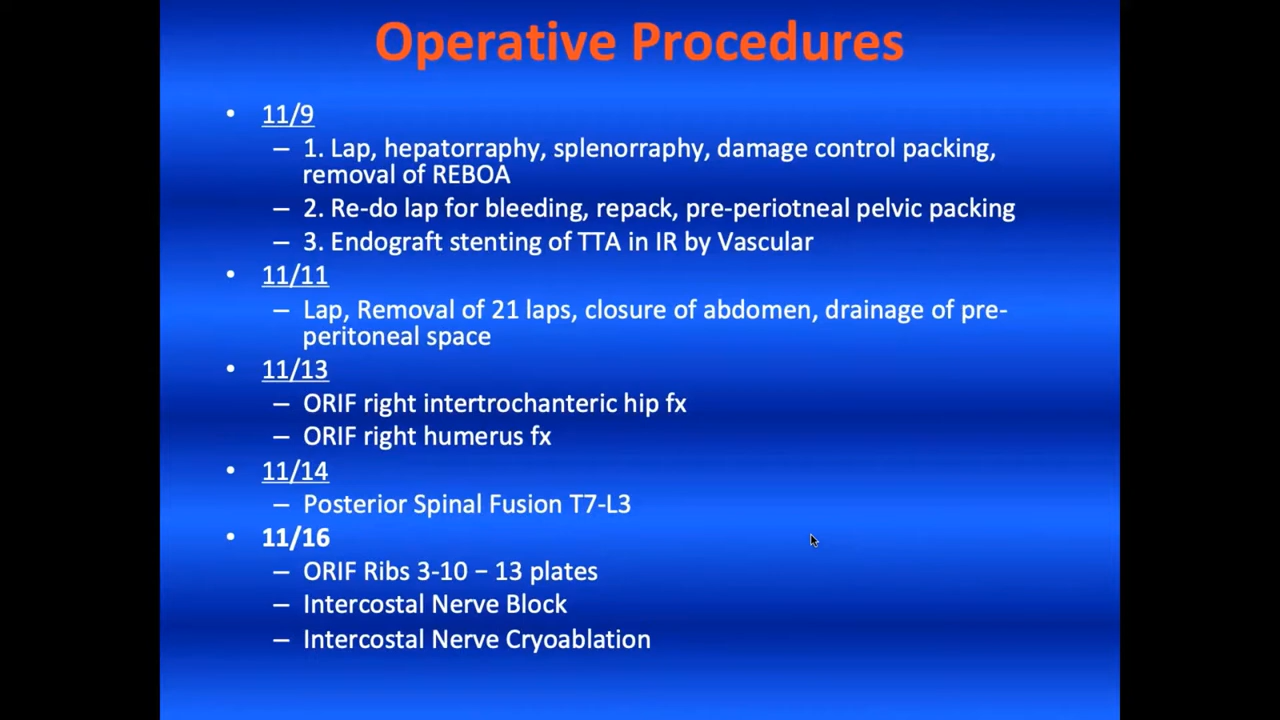 Operative Procedures
• 11/9
– 1. Lap, hepatorraphy, splenorraphy, damage control packing,
removal of REBOA
– 2. Re-do lap for bleeding, repack, pre-periotneal pelvic packing
– 3. Endograft stenting of TTA in IR by Vascular
• 11/11
– Lap, Removal of 21 laps, closure of abdomen, drainage of pre-
peritoneal space
• 11/13
– ORIF right intertrochanteric hip fx
– ORIF right humerus fx
• 11/14
– Posterior Spinal Fusion T7-L3
• 11/16
– ORIF Ribs 3-10 – 13 plates
– Intercostal Nerve Block
– Intercostal Nerve Cryoablation